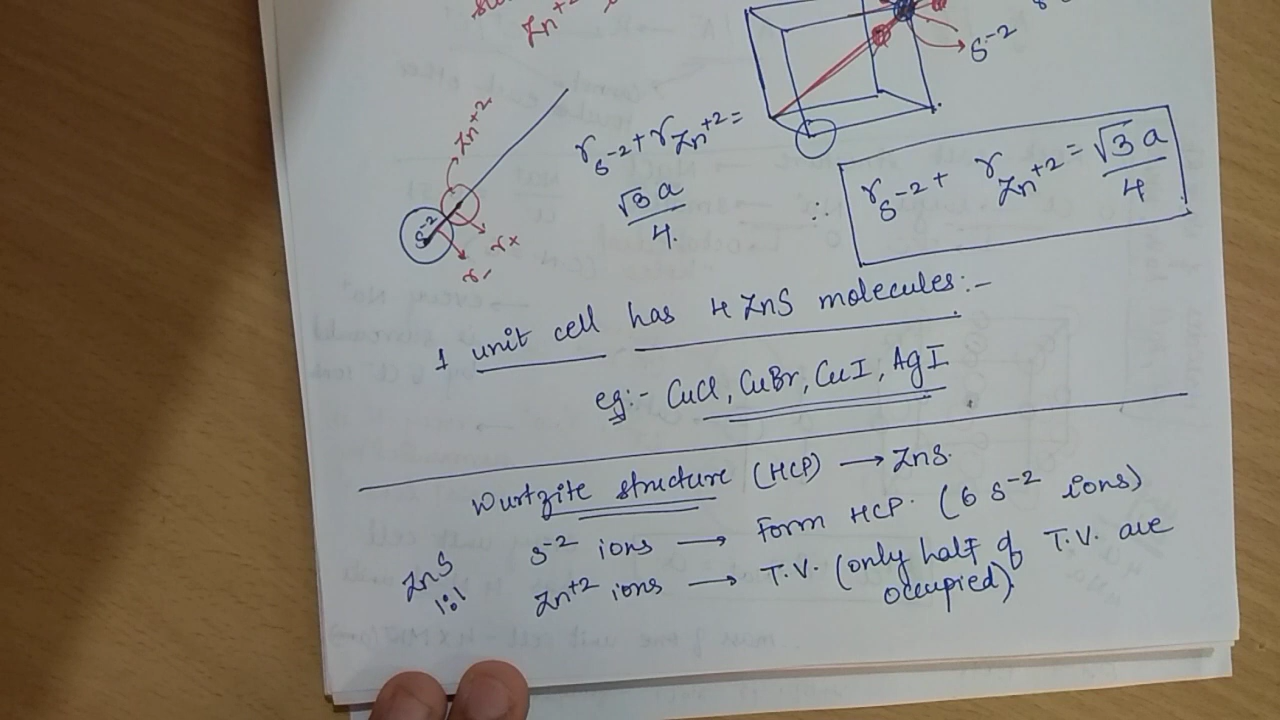 Zn+2
S-2
Zn+2
S-2
r+
r-
rS-2 + rZn+2 =
√3 a
4
∴ rS-2 + rZn+2 = √3 a
4
1 unit cell has 4 ZnS molecules:-
eg:- CuCl, CuBr, CuI, AgI
Wurtzite structure (HCP) → ZnS.
ZnS
1:1
S-2 ions → Form HCP. (6 S-2 ions)
Zn+2 ions → T.V. (only half of T.V. are
occupied).